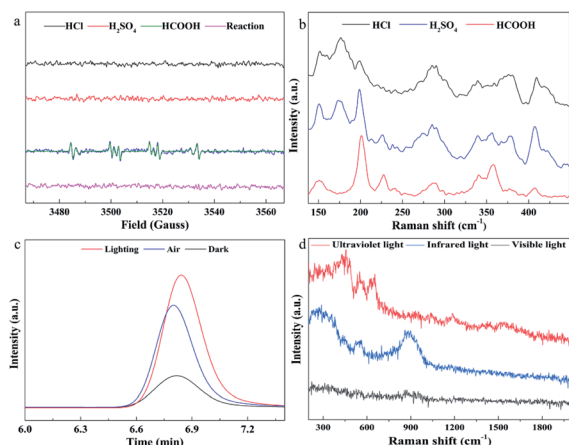 a
HCl H₂SO₄ HCOOH Reaction
3480 3500 3520 3540 3560
Field (Gauss)
b
HCl H₂SO₄ HCOOH
Intensity (a.u.)
150 200 250 300 350 400
Raman shift (cm⁻¹)
c
Lighting Air Dark
Intensity (a.u.)
6.0 6.3 6.6 6.9 7.2
Time (min)
d
Ultraviolet light Infrared light Visible light
Intensity (a.u.)
300 600 900 1200 1500 1800
Raman shift (cm⁻¹)